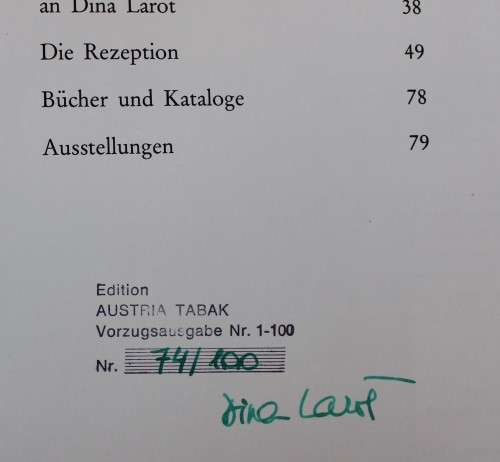 an Dina Larot 38
Die Rezeption 49
Bücher und Kataloge 78
Ausstellungen 79
Edition
AUSTRIA TABAK
Vorzugsausgabe Nr. 1-100
Nr. 74/100
Dina Larot